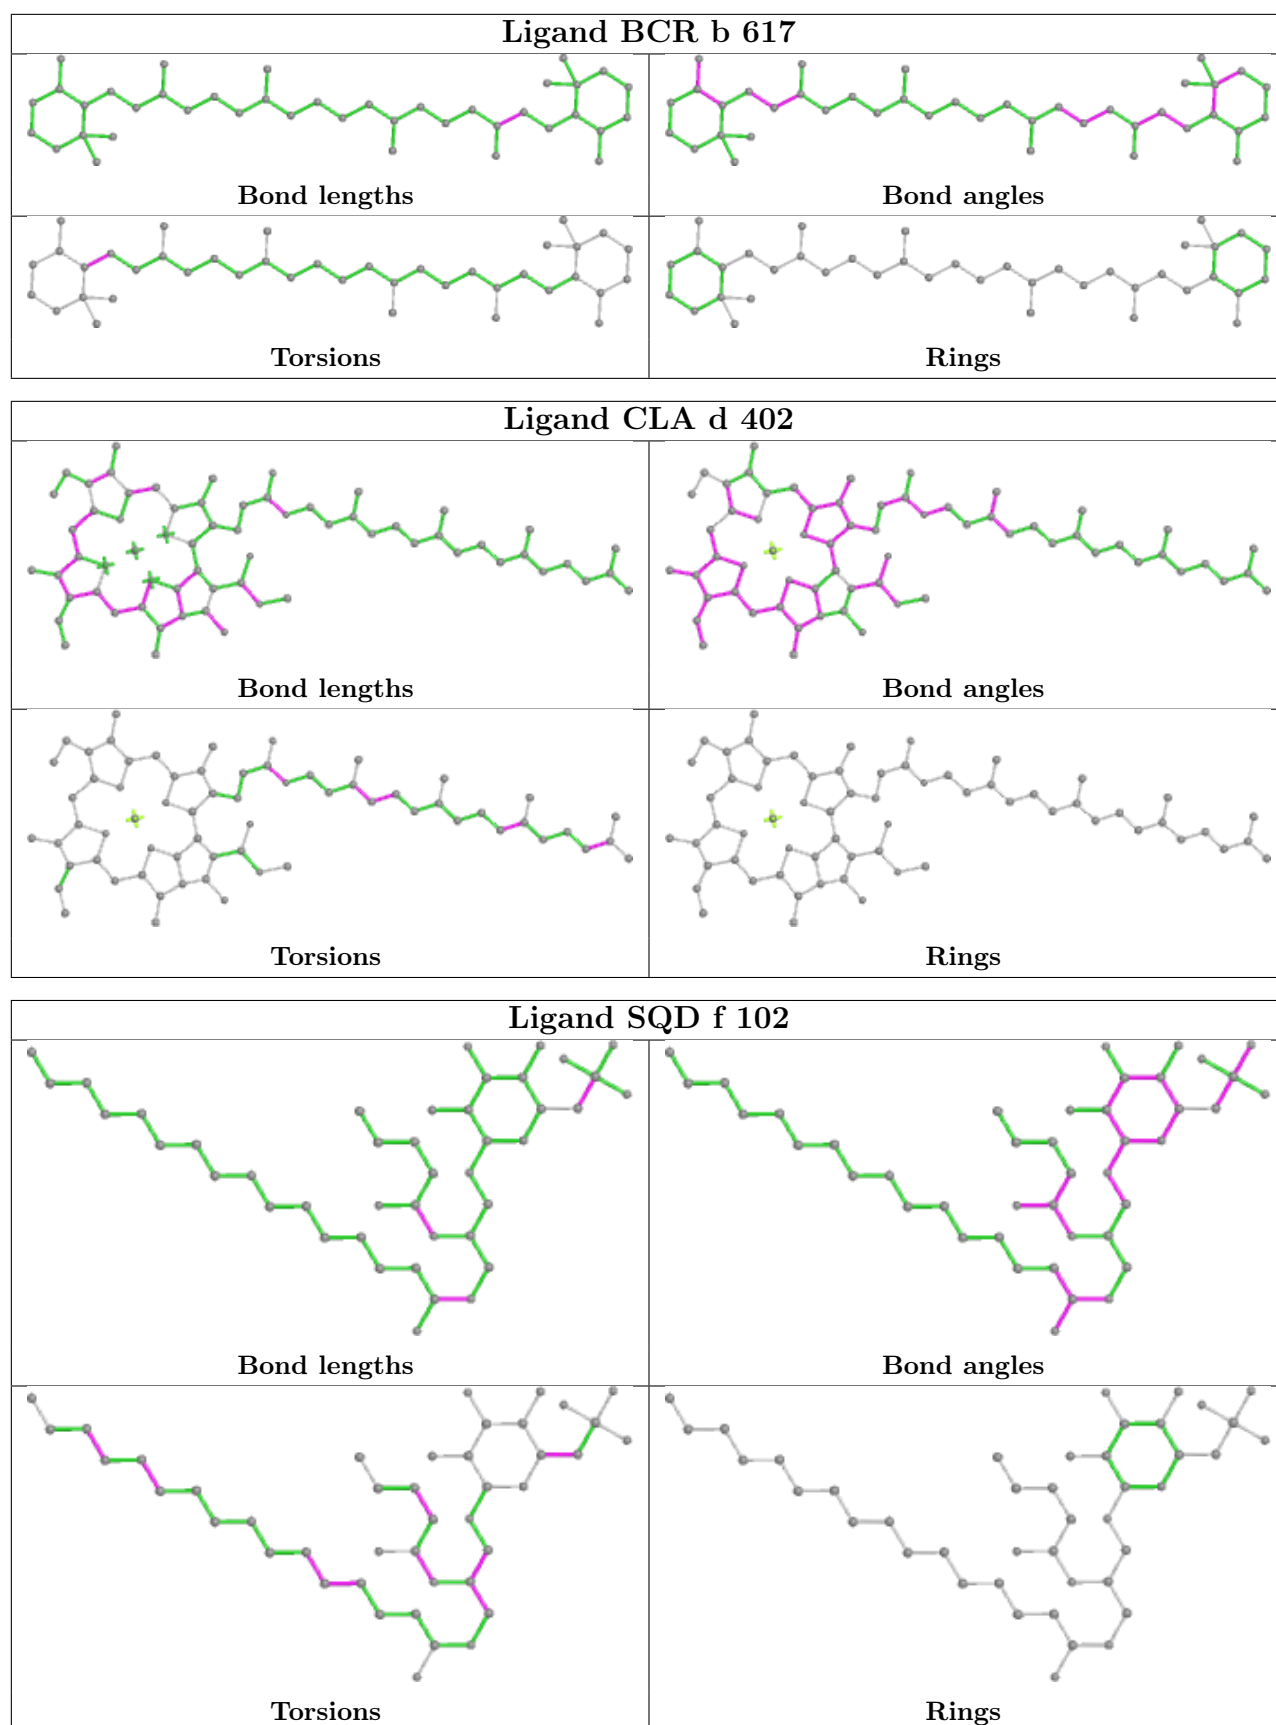 Ligand BCR b 617
Bond lengths
Bond angles
Torsions
Rings
Ligand CLA d 402
Bond lengths
Bond angles
Torsions
Rings
Ligand SQD f 102
Bond lengths
Bond angles
Torsions
Rings